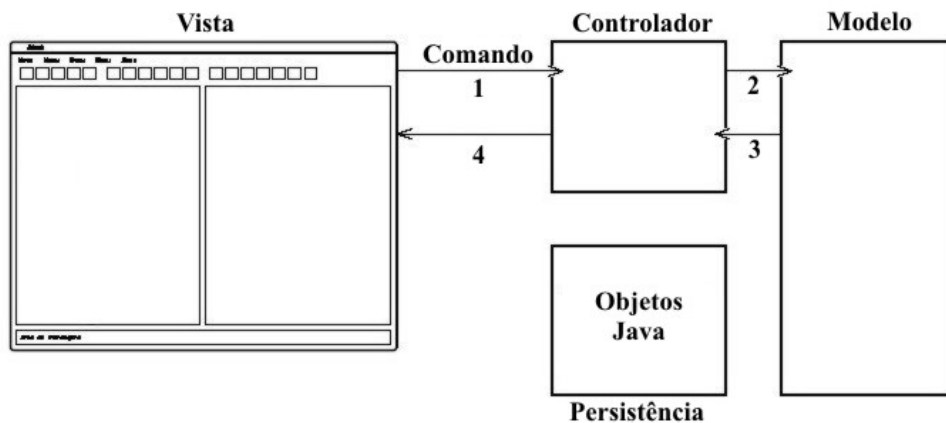 Vista
Controlador
Modelo
Comando
1
2
4
3
Objetos
Java
Persistência